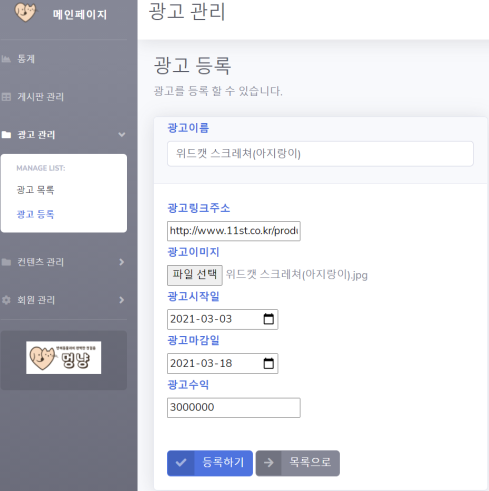 메인페이지
통계
게시판 관리
광고 관리
MANAGE LIST:
광고 목록
광고 등록
컨텐츠 관리
회원 관리
멍냥
광고 관리
광고 등록
광고를 등록 할 수 있습니다.
광고이름
위드캣 스크레쳐(아지랑이)
광고링크주소
http://www.11st.co.kr/produ
광고이미지
파일 선택 위드캣 스크레쳐(아지랑이).jpg
광고시작일
2021-03-03
광고마감일
2021-03-18
광고수익
3000000
등록하기 목록으로